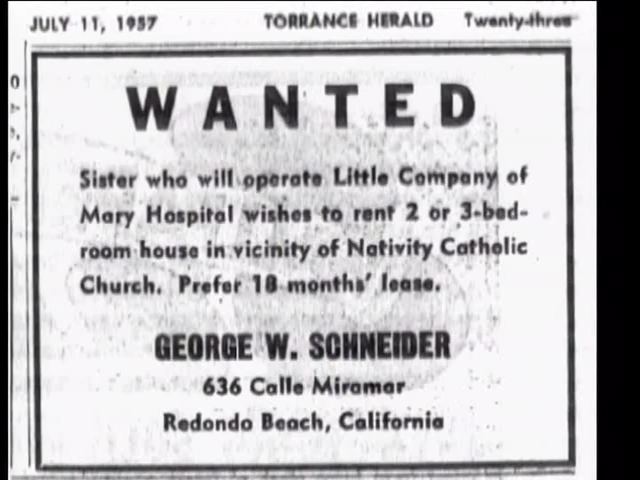 JULY 11, 1957 TORRANCE HERALD Twenty-three
WANTED
Sister who will operate Little Company of
Mary Hospital wishes to rent 2 or 3-bed-
room house in vicinity of Nativity Catholic
Church. Prefer 18 months' lease.
GEORGE W. SCHNEIDER
636 Calle Miramar
Redondo Beach, California